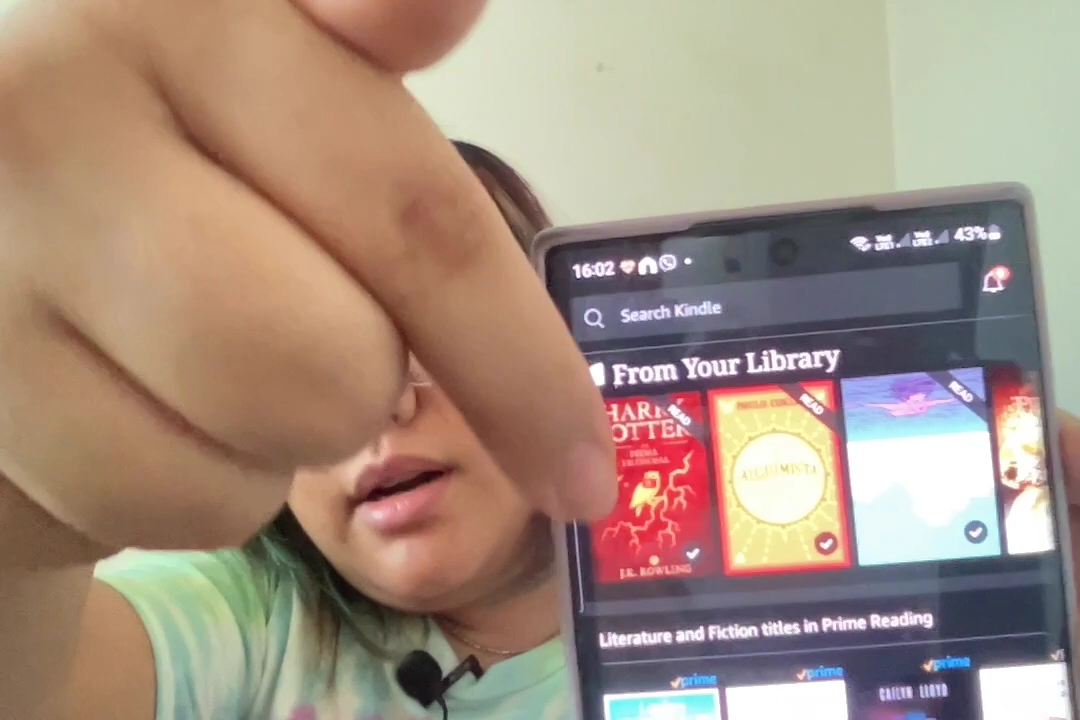 16:02
43%
Search Kindle
From Your Library
HARRY
POTTER
J.K. ROWLING
READ
ALQUIMISTA
READ
READ
Literature and Fiction titles in Prime Reading
prime
prime
prime
CAITLYN LLOYD